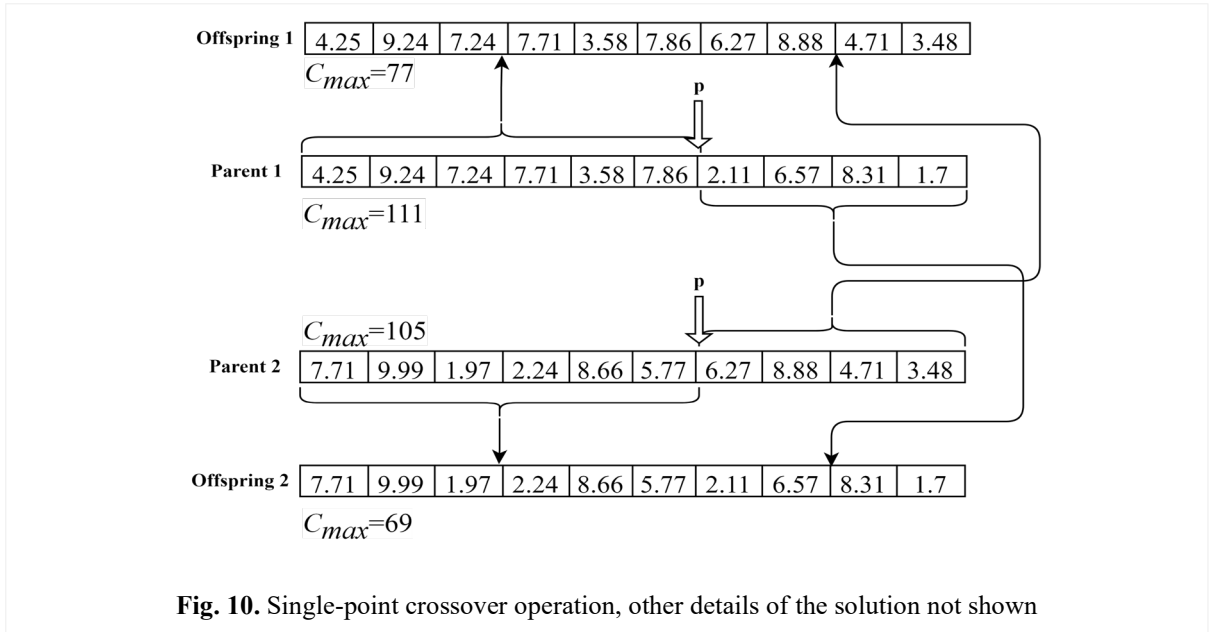 Offspring 1 4.25 9.24 7.24 7.71 3.58 7.86 6.27 8.88 4.71 3.48
Cmax=77
p
Parent 1 4.25 9.24 7.24 7.71 3.58 7.86 2.11 6.57 8.31 1.7
Cmax=111
p
Cmax=105
Parent 2 7.71 9.99 1.97 2.24 8.66 5.77 6.27 8.88 4.71 3.48
Offspring 2 7.71 9.99 1.97 2.24 8.66 5.77 2.11 6.57 8.31 1.7
Cmax=69
Fig. 10. Single-point crossover operation, other details of the solution not shown